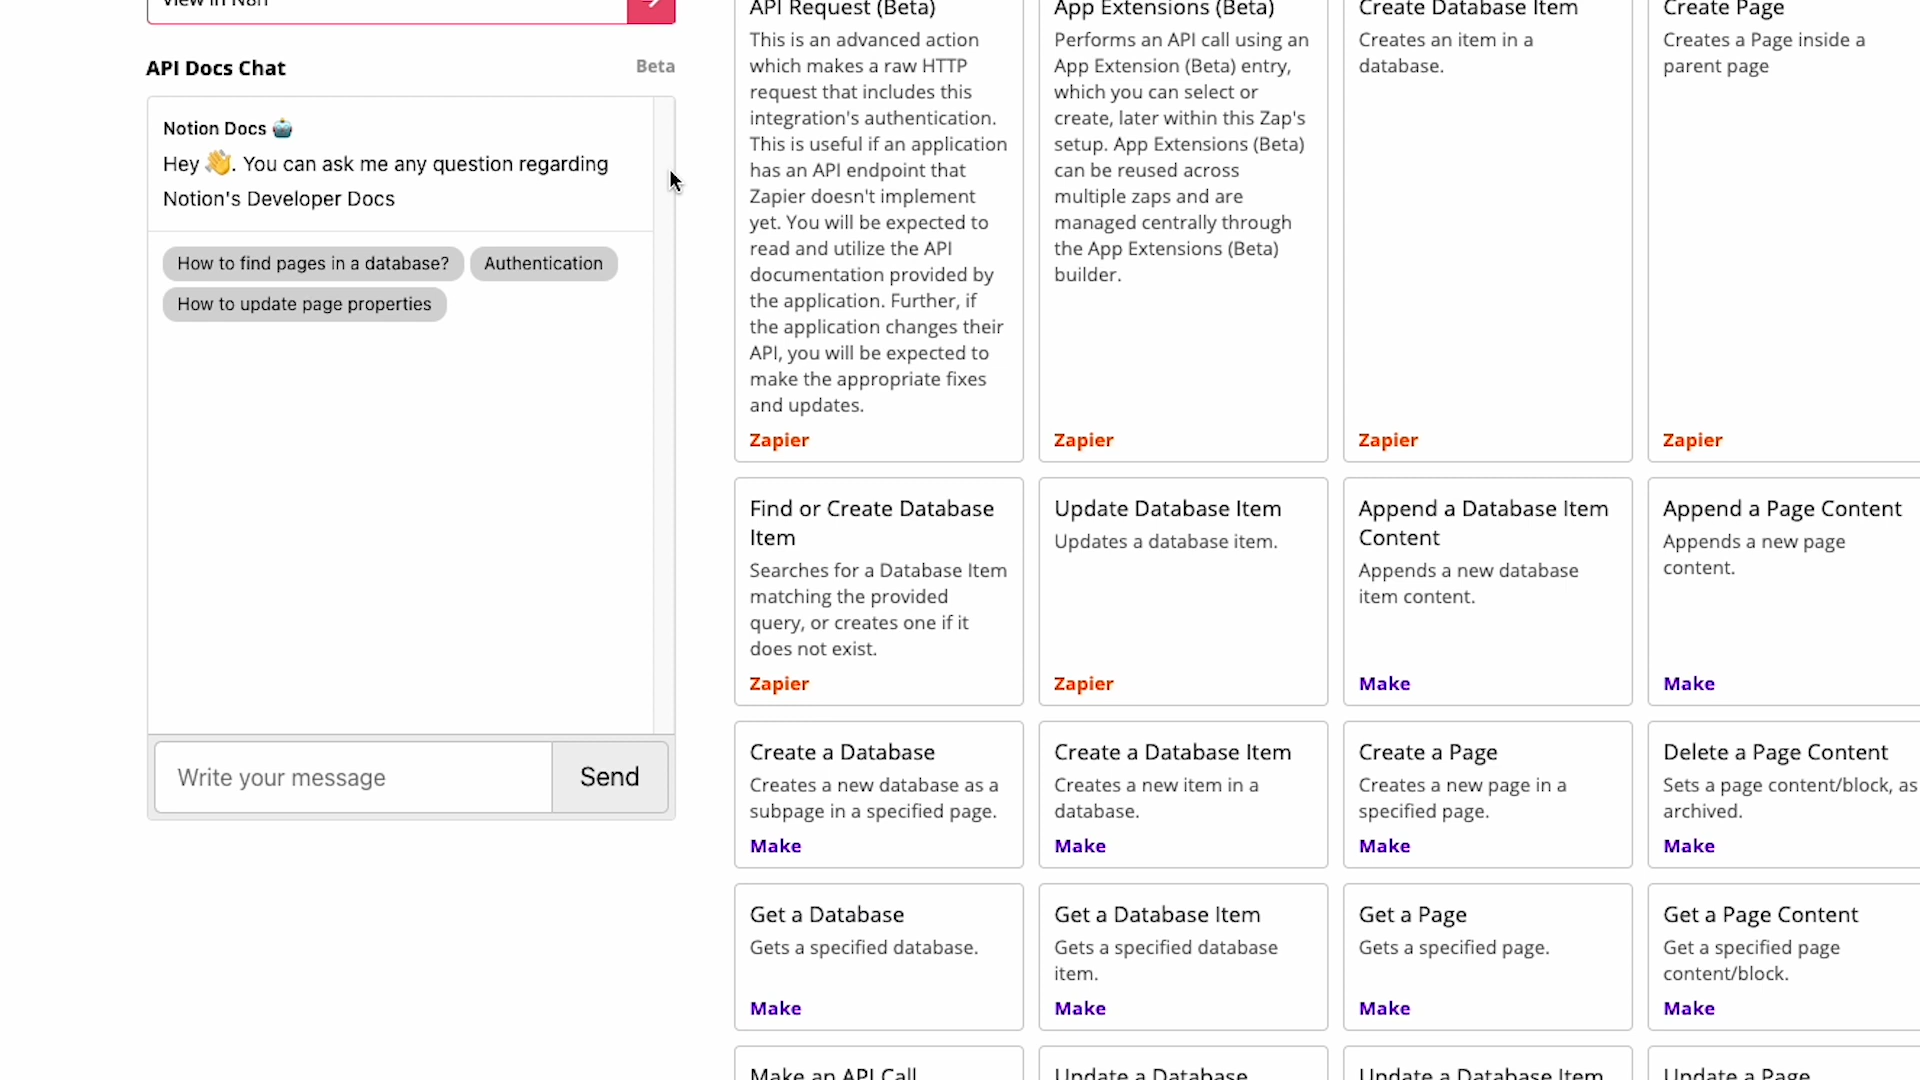 View in N8n
API Docs Chat
Beta
Notion Docs 🤖
Hey 👋. You can ask me any question regarding
Notion's Developer Docs
How to find pages in a database?
Authentication
How to update page properties
Write your message
Send
API Request (Beta)
This is an advanced action
which makes a raw HTTP
request that includes this
integration's authentication.
This is useful if an application
has an API endpoint that
Zapier doesn't implement
yet. You will be expected to
read and utilize the API
documentation provided by
the application. Further, if
the application changes their
API, you will be expected to
make the appropriate fixes
and updates.
Zapier
App Extensions (Beta)
Performs an API call using an
App Extension (Beta) entry,
which you can select or
create, later within this Zap's
setup. App Extensions (Beta)
can be reused across
multiple zaps and are
managed centrally through
the App Extensions (Beta)
builder.
Zapier
Create Database Item
Creates an item in a
database.
Zapier
Create Page
Creates a Page inside a
parent page
Zapier
Find or Create Database
Item
Searches for a Database Item
matching the provided
query, or creates one if it
does not exist.
Zapier
Update Database Item
Updates a database item.
Zapier
Append a Database Item
Content
Appends a new database
item content.
Make
Append a Page Content
Appends a new page
content.
Make
Create a Database
Creates a new database as a
subpage in a specified page.
Make
Create a Database Item
Creates a new item in a
database.
Make
Create a Page
Creates a new page in a
specified page.
Make
Delete a Page Content
Sets a page content/block, as
archived.
Make
Get a Database
Gets a specified database.
Make
Get a Database Item
Gets a specified database
item.
Make
Get a Page
Gets a specified page.
Make
Get a Page Content
Get a specified page
content/block.
Make
Make an API Call
Update a Database
Update a Database Item
Update a Page